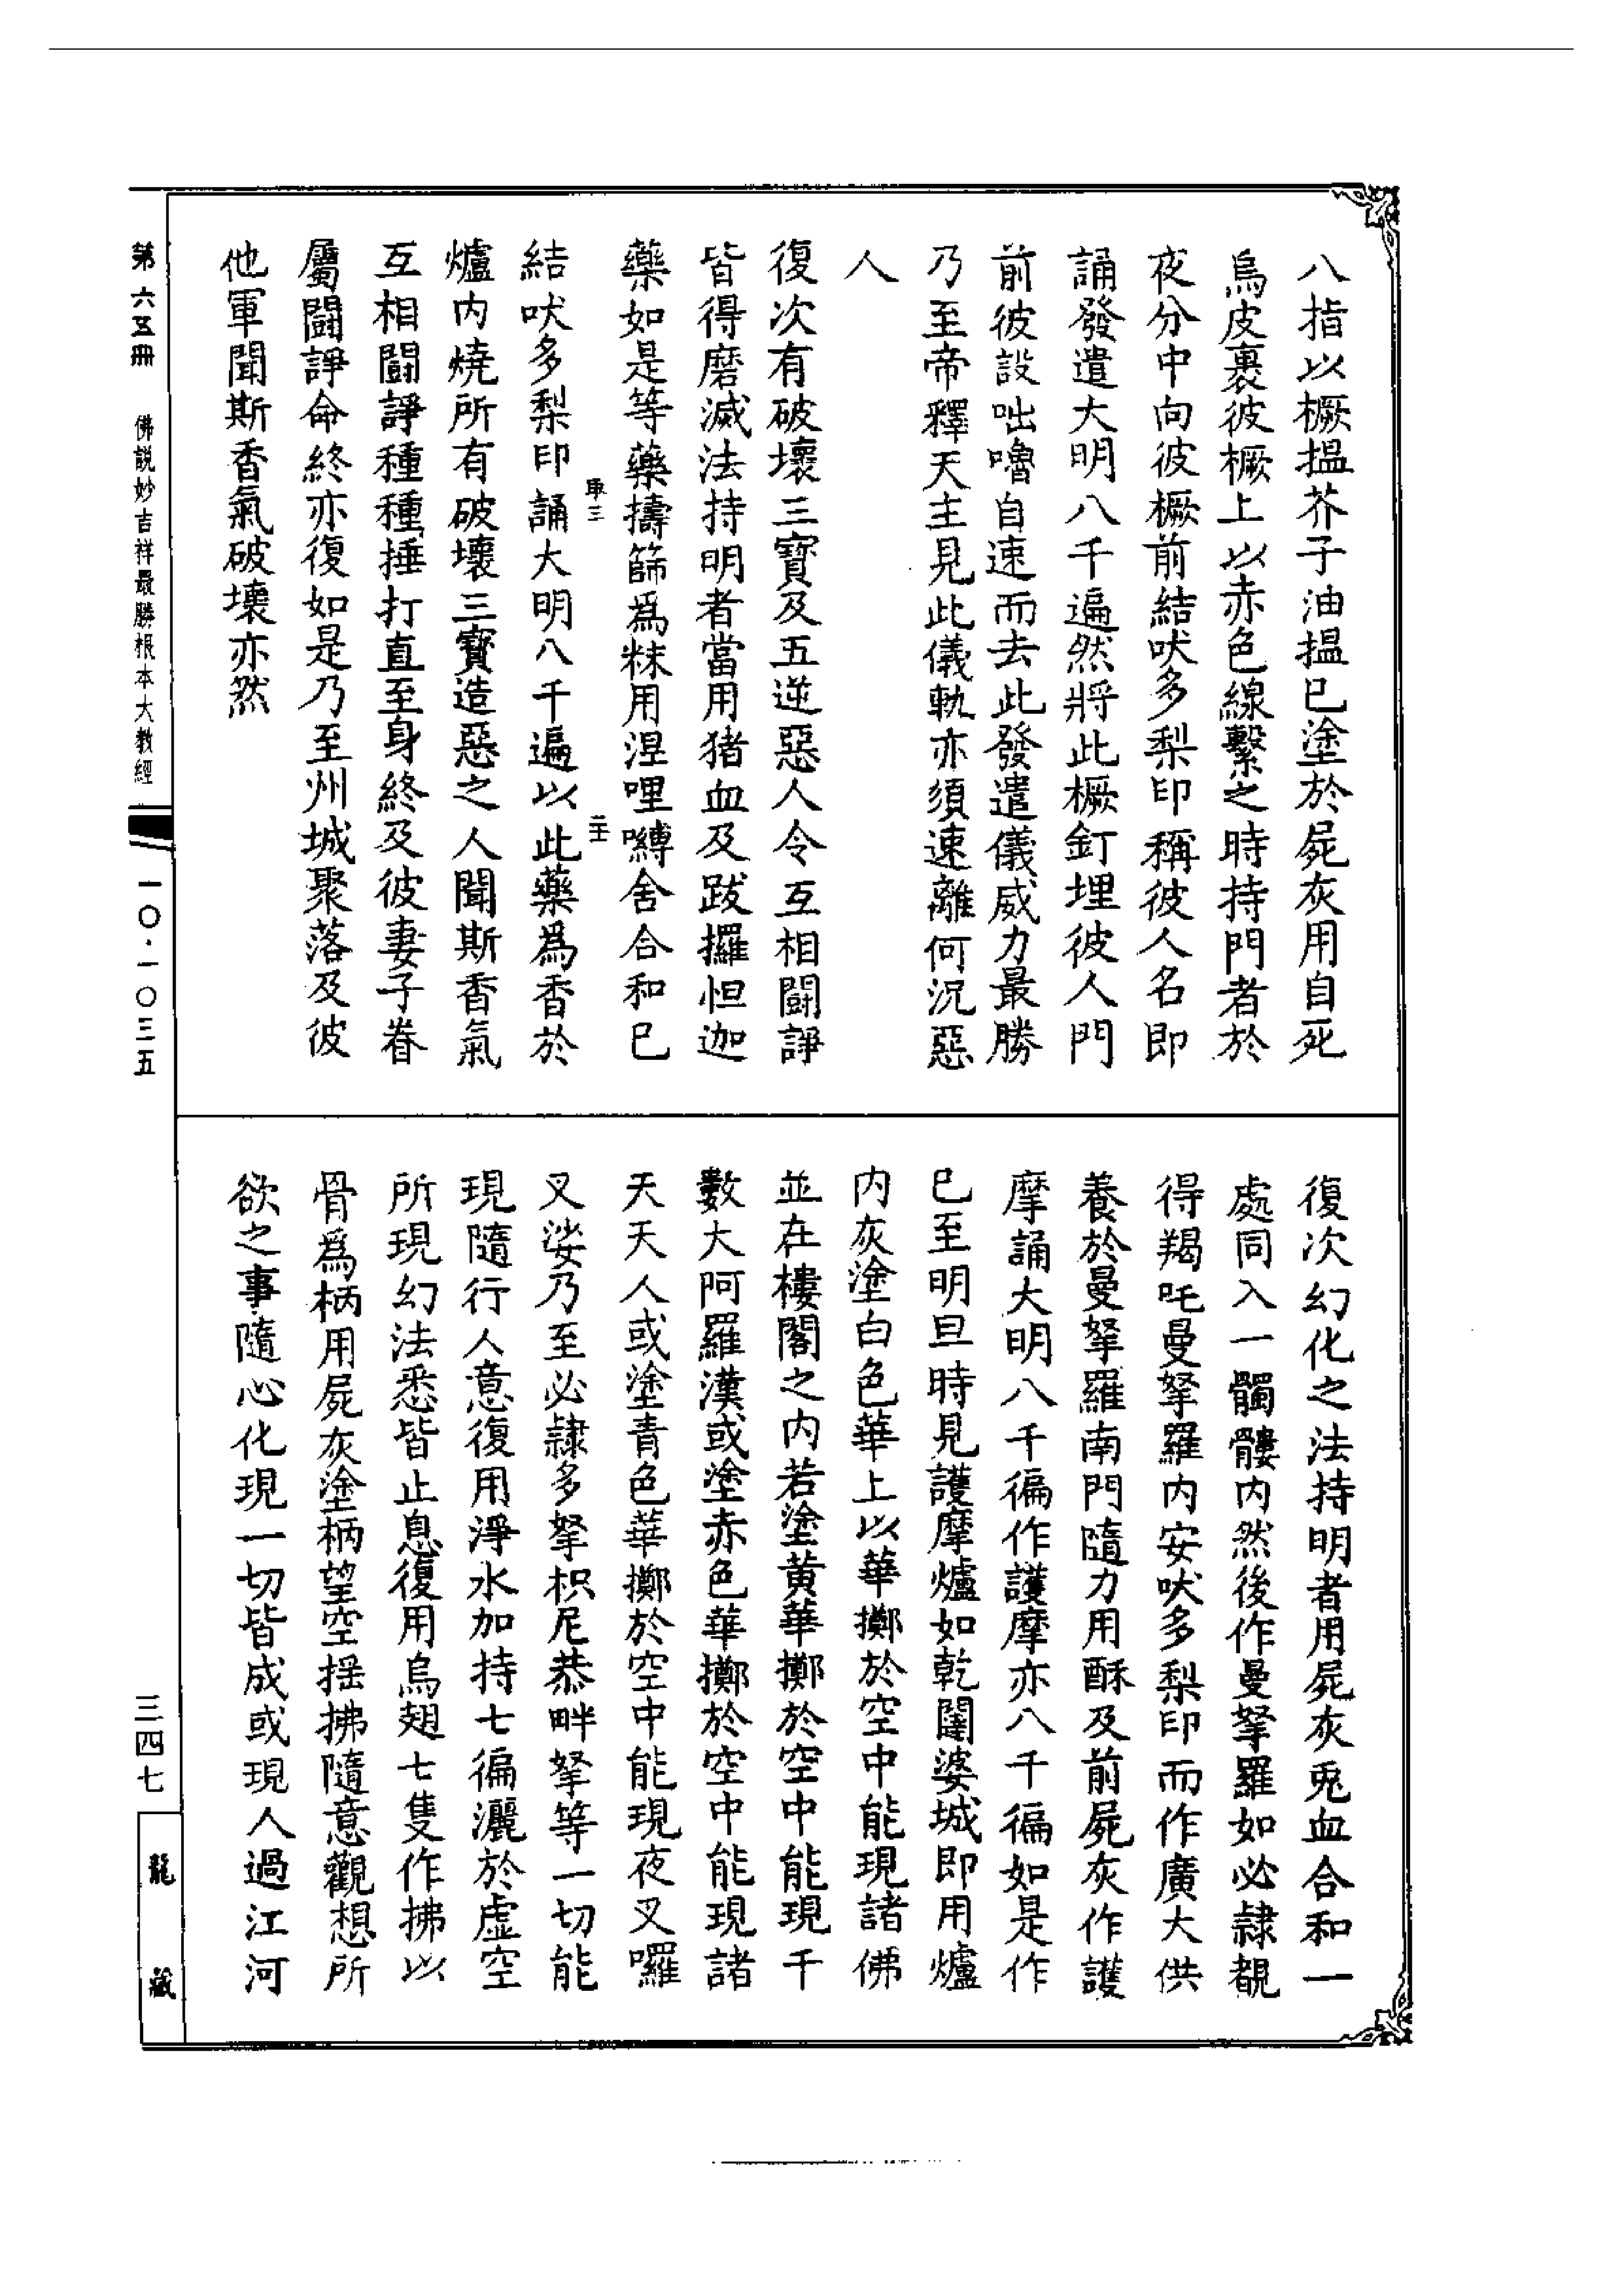 八指以橛搵芥子油搵已塗於屍灰用自死
烏皮裹彼橛上以赤色線繫之時持門者於
夜分中向彼橛前結吠多梨印稱彼人名即
誦發遣大明八千遍然將此橛釘埋彼人門
前彼設咄嚕自速而去此發遣儀威力最勝
乃至帝釋天主見此儀軌亦須速離何況惡
人
復次有破壞三寶及五逆惡人令互相鬪諍
皆得磨滅法持明者當用猪血及跋攞怛迦
藥如是等藥擣篩為粖用涅哩嚩舍合和已
取三
二十
結吠多梨印誦大明八千遍以此藥為香於
爐内燒所有破壞三寶造惡之人聞斯香氣
互相鬪諍種種捶打直至身終及彼妻子眷
屬鬪諍命終亦復如是乃至州城聚落及彼
他軍聞斯香氣破壞亦然
復次幻化之法持明者用屍灰兎血合和一
處同入一髑髏内然後作曼拏羅如必隸覩
得羯吒曼拏羅内安吠多梨印而作廣大供
養於曼拏羅南門隨力用酥及前屍灰作護
摩誦大明八千徧作護摩亦八千徧如是作
已至明旦時見護摩爐如乾闥婆城即用爐
内灰塗白色華上以華擲於空中能現諸佛
並在樓閣之内若塗黄華擲於空中能現千
數大阿羅漢或塗赤色華擲於空中能現諸
天天人或塗青色華擲於空中能現夜叉囉
叉娑乃至必隸多拏枳尼恭畔拏等一切能
現隨行人意復用淨水加持七徧灑於虛空
所現幻法悉皆止息復用烏翅七隻作拂以
骨為柄用屍灰塗柄望空揺拂隨意觀想所
欲之事隨心化現一切皆成或現人過江河
第六五冊　佛說妙吉祥最勝根本大教經
一〇·一〇三五
三四七
龍藏